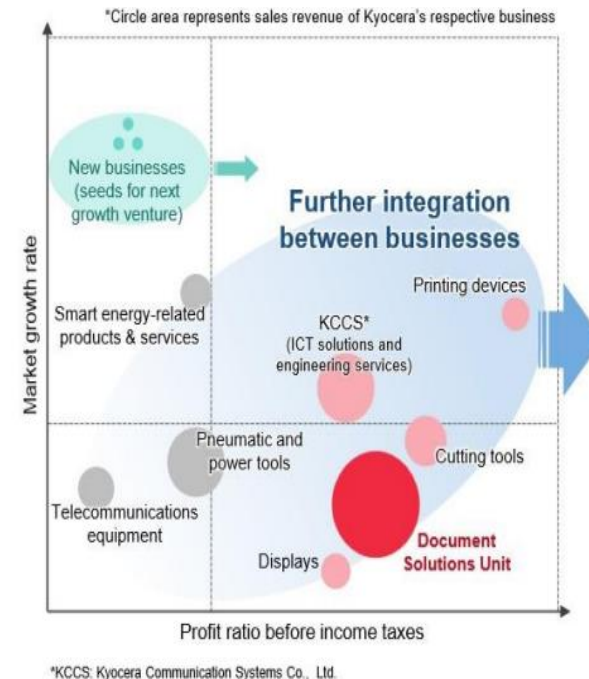 *Circle area represents sales revenue of Kyocera's respective business
New businesses
(seeds for next
growth venture)
Further integration
between businesses
Printing devices
Smart energy-related
products & services
KCCS*
(ICT solutions and
engineering services)
Market growth rate
Pneumatic and
power tools
Cutting tools
Telecommunications
equipment
Document
Solutions Unit
Displays
Profit ratio before income taxes
*KCCS: Kyocera Communication Systems Co., Ltd.